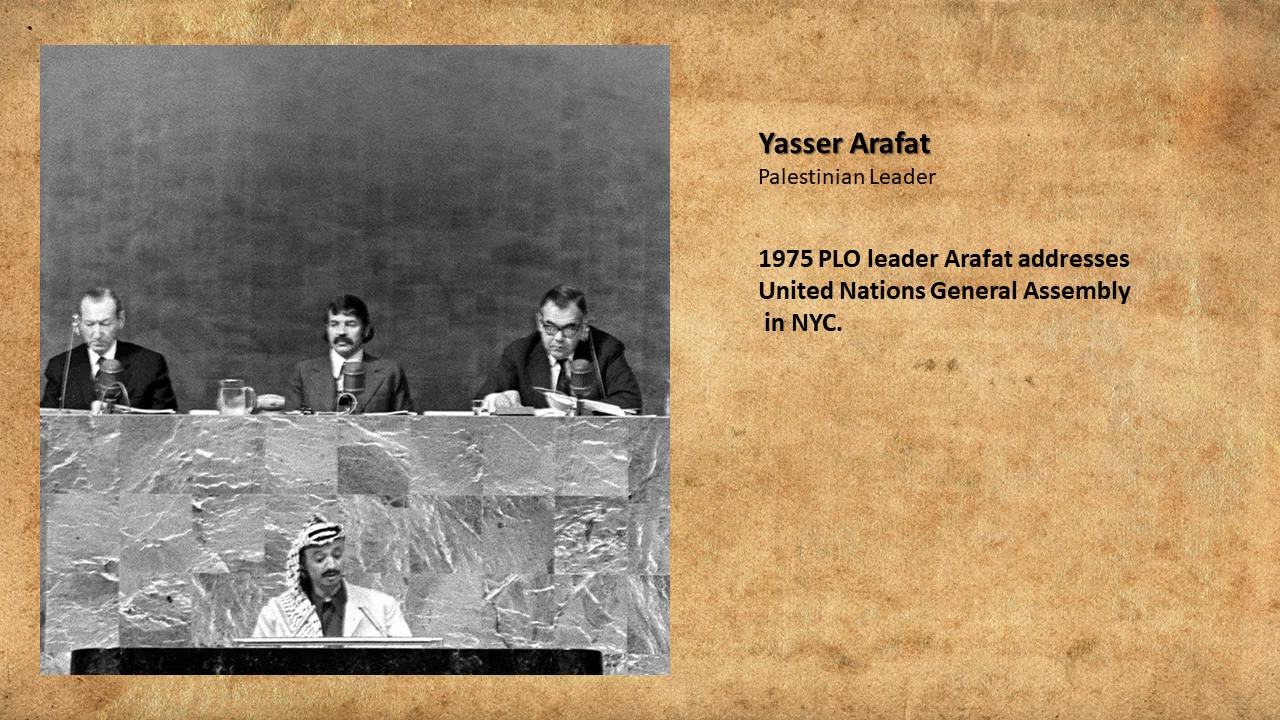 Yasser Arafat
Palestinian Leader
1975 PLO leader Arafat addresses
United Nations General Assembly
in NYC.